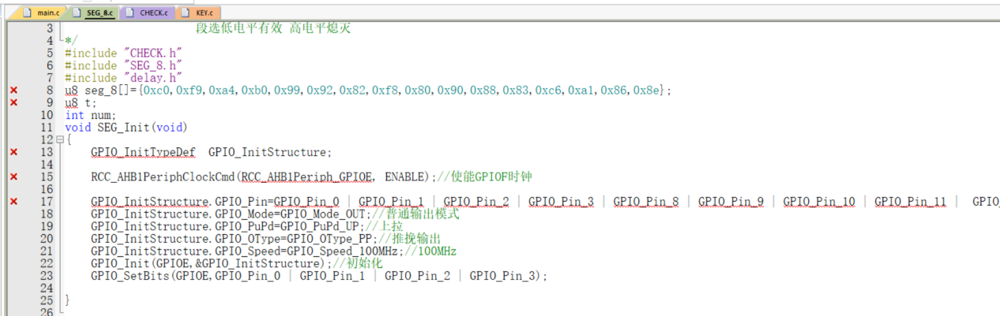 main.c SEG_8.c CHECK.c KEY.c
3 段选低电平有效 高电平熄灭
4 */
5 #include "CHECK.h"
6 #include "SEG_8.h"
7 #include "delay.h"
8 u8 seg_8[]={0xc0,0xf9,0xa4,0xb0,0x99,0x92,0x82,0xf8,0x80,0x90,0x88,0x83,0xc6,0xa1,0x86,0x8e};
9 u8 t;
10 int num;
11 void SEG_Init(void)
12 {
13 GPIO_InitTypeDef GPIO_InitStructure;
14
15 RCC_AHB1PeriphClockCmd(RCC_AHB1Periph_GPIOE, ENABLE);//使能GPIOF时钟
16
17 GPIO_InitStructure.GPIO_Pin=GPIO_Pin_0 | GPIO_Pin_1 | GPIO_Pin_2 | GPIO_Pin_3 | GPIO_Pin_8 | GPIO_Pin_9 | GPIO_Pin_10 | GPIO_Pin_11 | GPIO
18 GPIO_InitStructure.GPIO_Mode=GPIO_Mode_OUT;//普通输出模式
19 GPIO_InitStructure.GPIO_PuPd=GPIO_PuPd_UP;//上拉
20 GPIO_InitStructure.GPIO_OType=GPIO_OType_PP;//推挽输出
21 GPIO_InitStructure.GPIO_Speed=GPIO_Speed_100MHz;//100MHz
22 GPIO_Init(GPIOE,&GPIO_InitStructure);//初始化
23 GPIO_SetBits(GPIOE,GPIO_Pin_0 | GPIO_Pin_1 | GPIO_Pin_2 | GPIO_Pin_3);
24
25 }
26